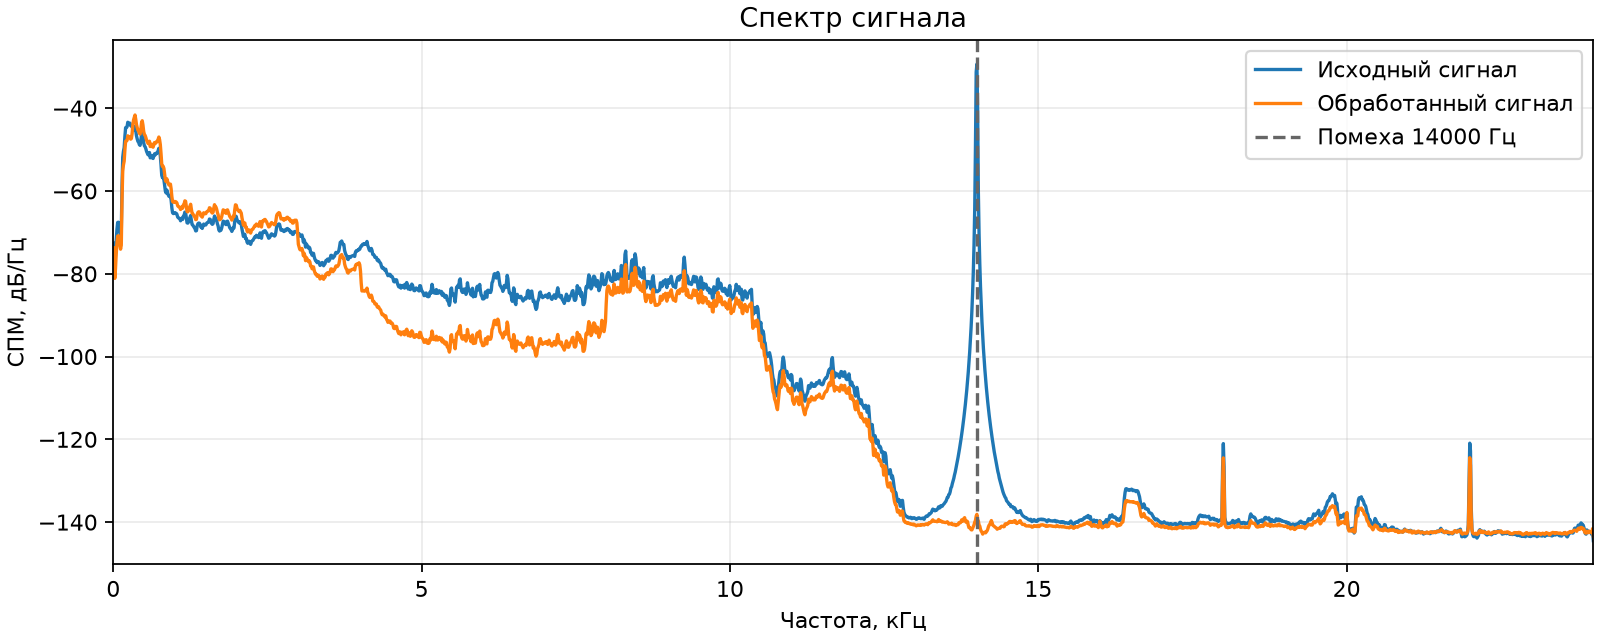 Спектр сигнала
СПМ, дБ/Гц
−40
−60
−80
−100
−120
−140
Исходный сигнал
Обработанный сигнал
Помеха 14000 Гц
0 5 10 15 20
Частота, кГц